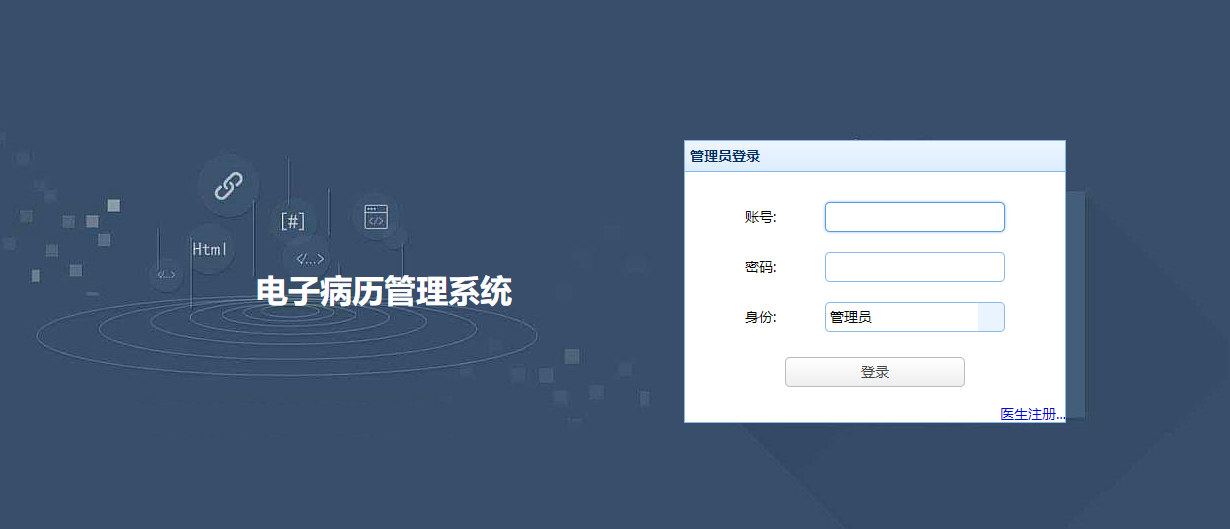 [#]
Html
</>
<...>
<...>
电子病历管理系统
管理员登录
账号:
密码:
身份: 管理员
登录
医生注册...